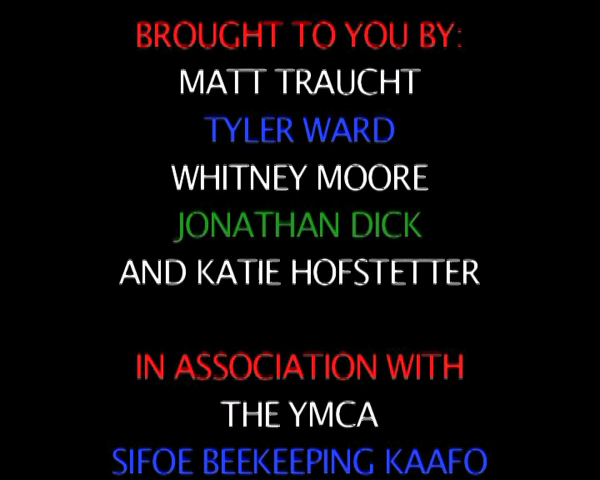 BROUGHT TO YOU BY:
MATT TRAUCHT
TYLER WARD
WHITNEY MOORE
JONATHAN DICK
AND KATIE HOFSTETTER
IN ASSOCIATION WITH
THE YMCA
SIFOE BEEKEEPING KAAFO